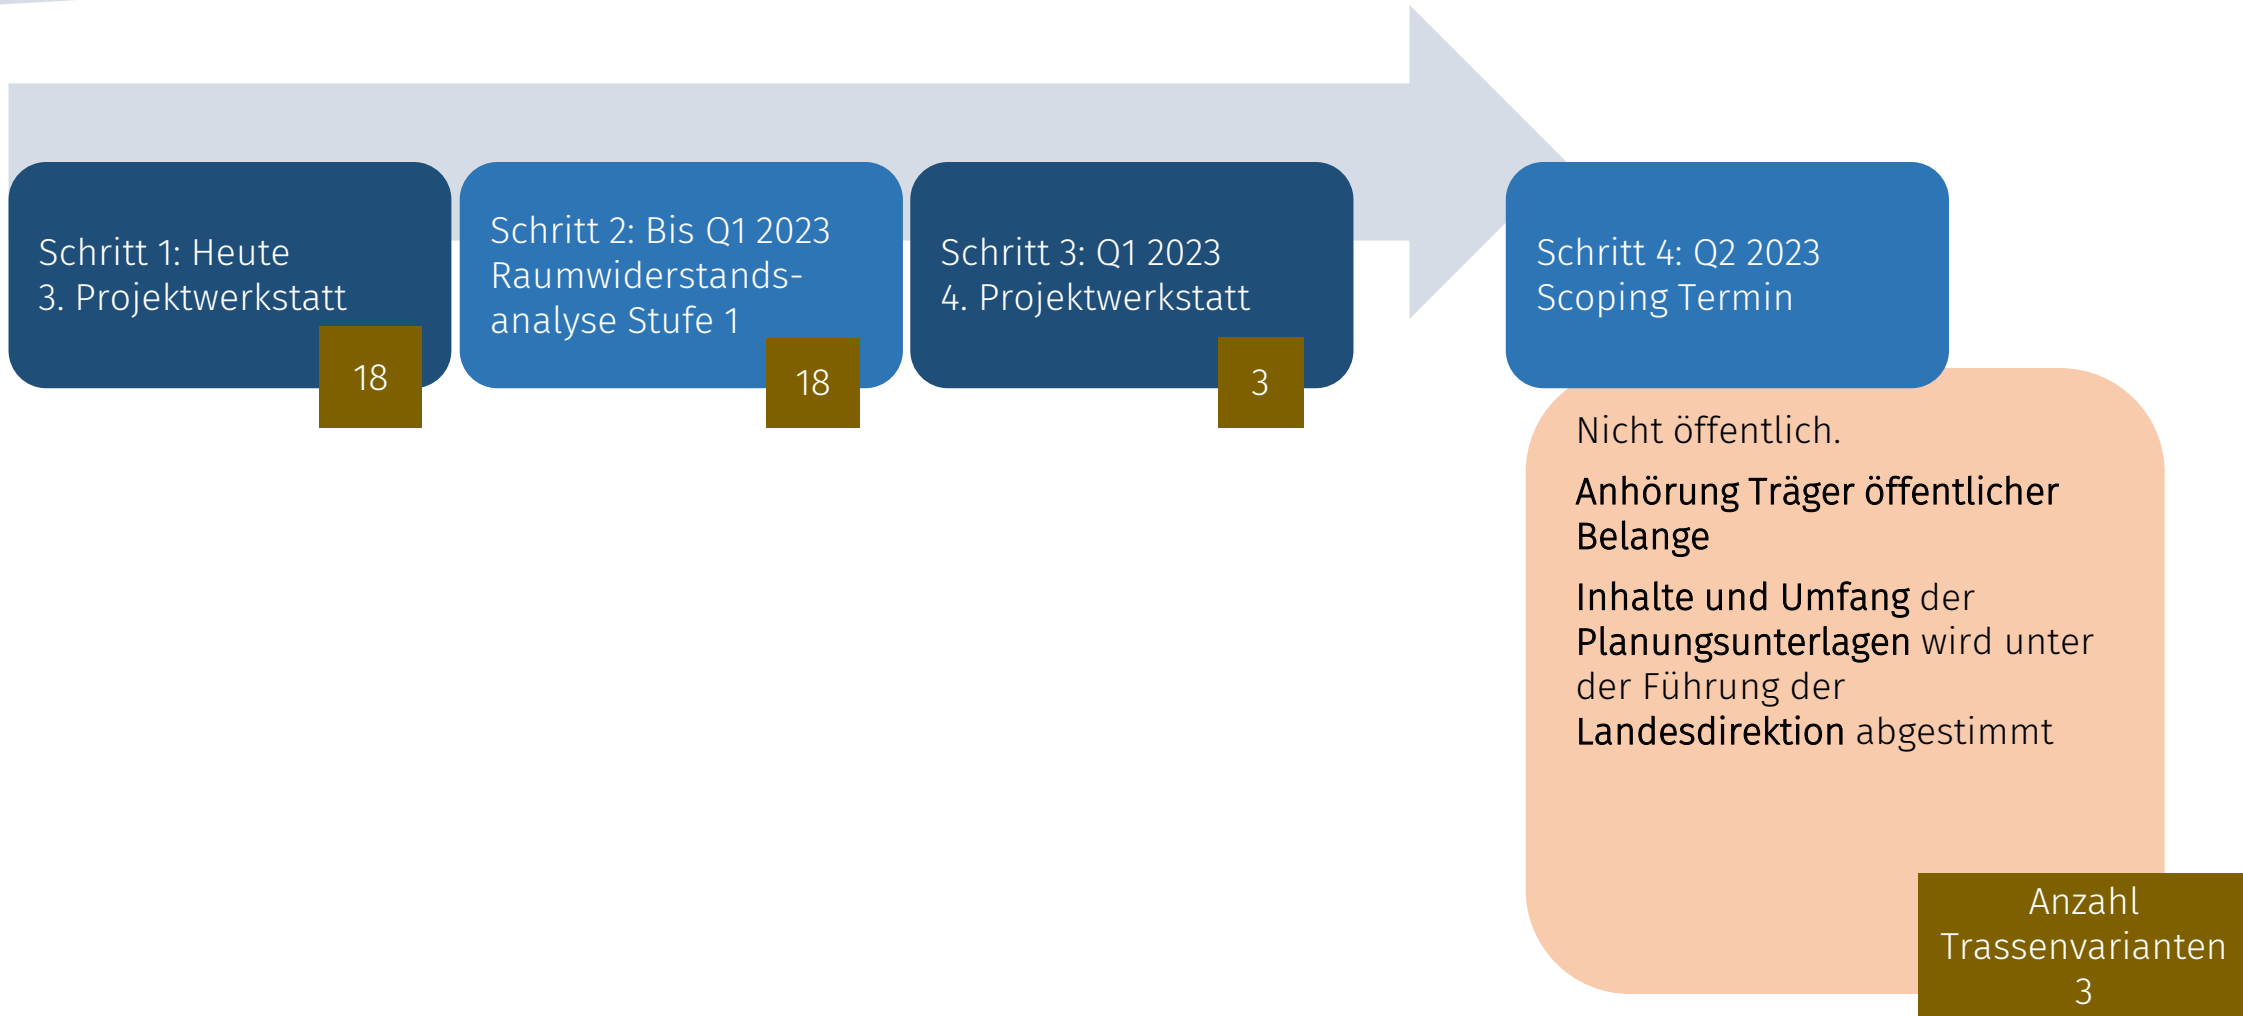 Schritt 1: Heute
3. Projektwerkstatt
18
Schritt 2: Bis Q1 2023
Raumwiderstands-
analyse Stufe 1
18
Schritt 3: Q1 2023
4. Projektwerkstatt
3
Schritt 4: Q2 2023
Scoping Termin
Nicht öffentlich.
Anhörung Träger öffentlicher
Belange
Inhalte und Umfang der
Planungsunterlagen wird unter
der Führung der
Landesdirektion abgestimmt
Anzahl
Trassenvarianten
3